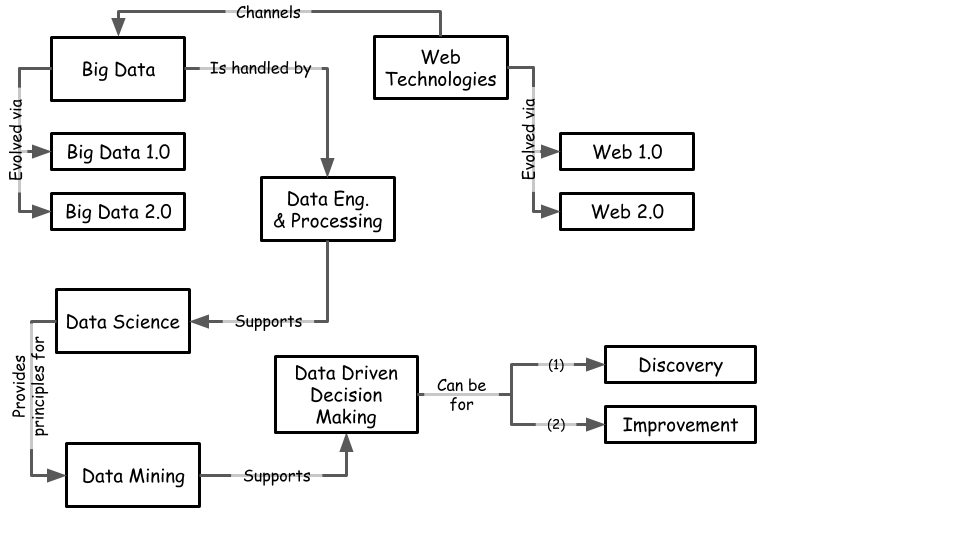 Channels
Big Data
Is handled by
Web
Technologies
Evolved via
Big Data 1.0
Big Data 2.0
Evolved via
Web 1.0
Web 2.0
Data Eng.
& Processing
Data Science
Supports
Provides
principles for
Data Driven
Decision
Making
Can be
for
(1)
Discovery
(2)
Improvement
Data Mining
Supports